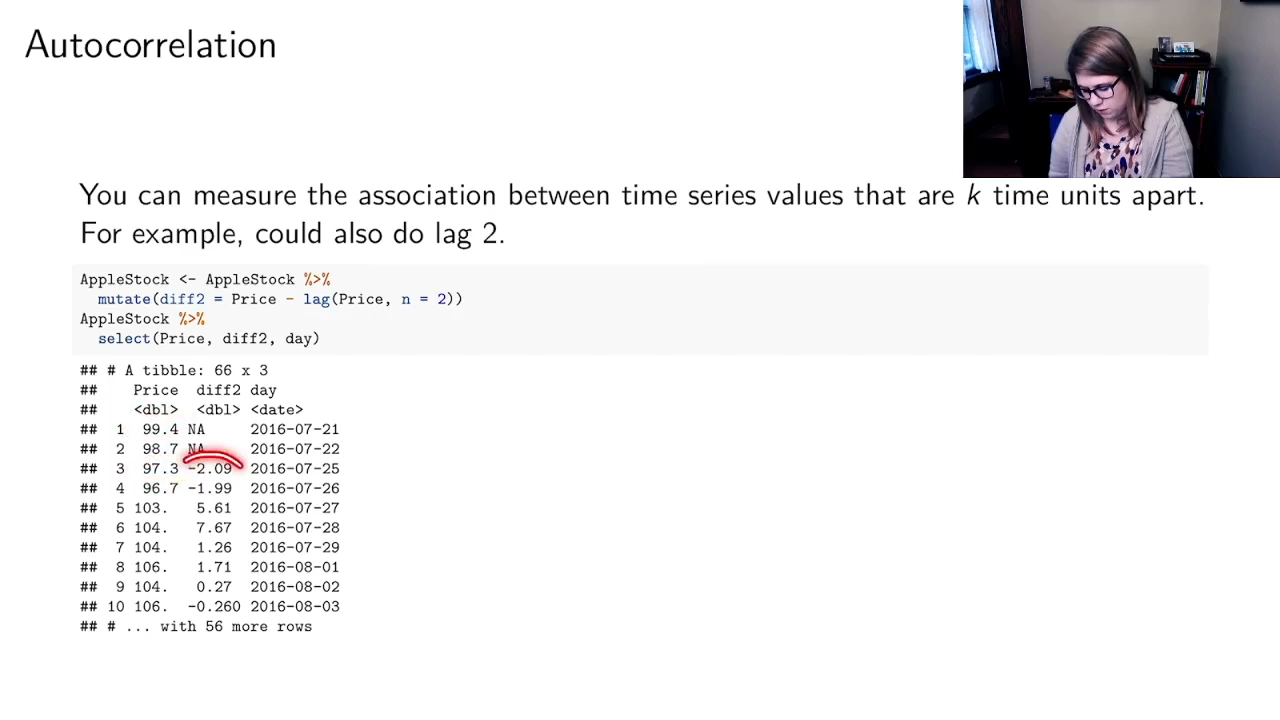 Autocorrelation
You can measure the association between time series values that are k time units apart.
For example, could also do lag 2.
AppleStock <- AppleStock %>%
  mutate(diff2 = Price - lag(Price, n = 2))
AppleStock %>%
  select(Price, diff2, day)
## # A tibble: 66 x 3
##    Price  diff2 day
##    <dbl>  <dbl> <date>
##  1  99.4 NA     2016-07-21
##  2  98.7 NA     2016-07-22
##  3  97.3 -2.09  2016-07-25
##  4  96.7 -1.99  2016-07-26
##  5 103.   5.61  2016-07-27
##  6 104.   7.67  2016-07-28
##  7 104.   1.26  2016-07-29
##  8 106.   1.71  2016-08-01
##  9 104.   0.27  2016-08-02
## 10 106.  -0.260 2016-08-03
## # ... with 56 more rows